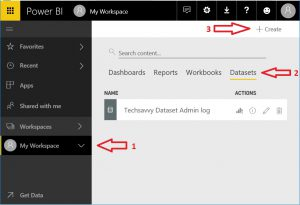 Power BI
My Workspace
3
+ Create
Favorites
Recent
Apps
Shared with me
Workspaces
My Workspace
Get Data
1
Search content...
Dashboards Reports Workbooks Datasets
2
NAME ACTIONS
Techsavvy Dataset Admin log